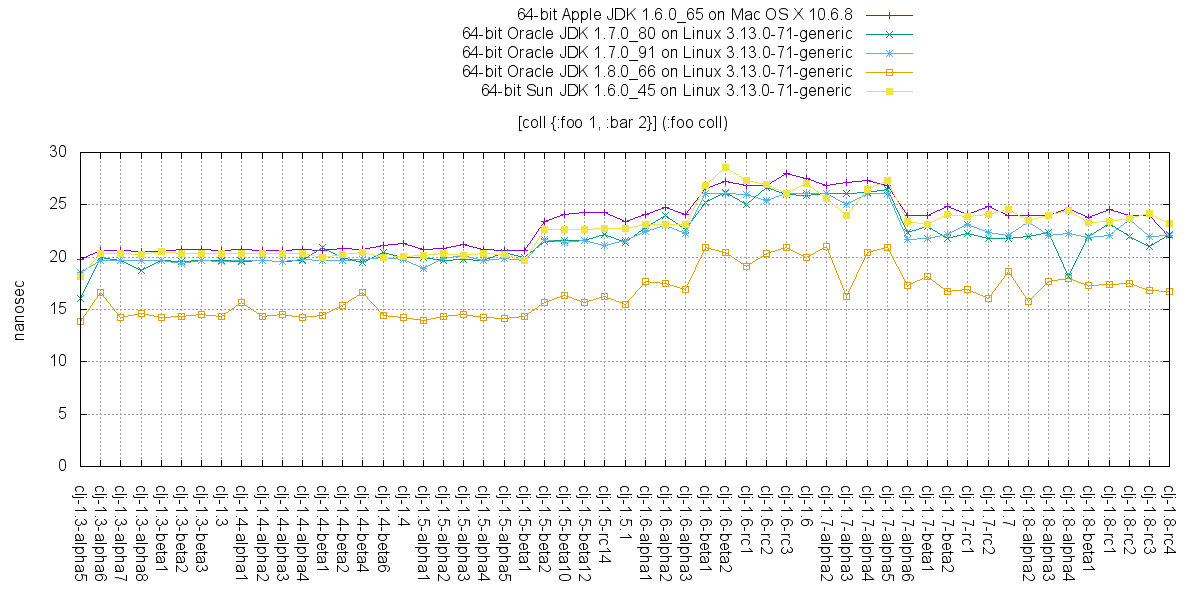 64-bit Apple JDK 1.6.0_65 on Mac OS X 10.6.8
64-bit Oracle JDK 1.7.0_80 on Linux 3.13.0-71-generic
64-bit Oracle JDK 1.7.0_91 on Linux 3.13.0-71-generic
64-bit Oracle JDK 1.8.0_66 on Linux 3.13.0-71-generic
64-bit Sun JDK 1.6.0_45 on Linux 3.13.0-71-generic
[coll {:foo 1, :bar 2}] (:foo coll)
30
25
20
15
10
5
0
nanosec
clj-1.3-alpha5
clj-1.3-alpha6
clj-1.3-alpha7
clj-1.3-alpha8
clj-1.3-beta1
clj-1.3-beta2
clj-1.3-beta3
clj-1.3
clj-1.4-alpha1
clj-1.4-alpha2
clj-1.4-alpha3
clj-1.4-alpha4
clj-1.4-beta1
clj-1.4-beta2
clj-1.4-beta4
clj-1.4-beta6
clj-1.4
clj-1.5-alpha1
clj-1.5-alpha2
clj-1.5-alpha3
clj-1.5-alpha4
clj-1.5-alpha5
clj-1.5-beta1
clj-1.5-beta2
clj-1.5-beta10
clj-1.5-beta12
clj-1.5-rc14
clj-1.5.1
clj-1.6-alpha1
clj-1.6-alpha2
clj-1.6-alpha3
clj-1.6-beta1
clj-1.6-beta2
clj-1.6-rc1
clj-1.6-rc2
clj-1.6-rc3
clj-1.6
clj-1.7-alpha2
clj-1.7-alpha3
clj-1.7-alpha4
clj-1.7-alpha5
clj-1.7-alpha6
clj-1.7-beta1
clj-1.7-beta2
clj-1.7-rc1
clj-1.7-rc2
clj-1.7
clj-1.8-alpha2
clj-1.8-alpha3
clj-1.8-alpha4
clj-1.8-beta1
clj-1.8-rc1
clj-1.8-rc2
clj-1.8-rc3
clj-1.8-rc4